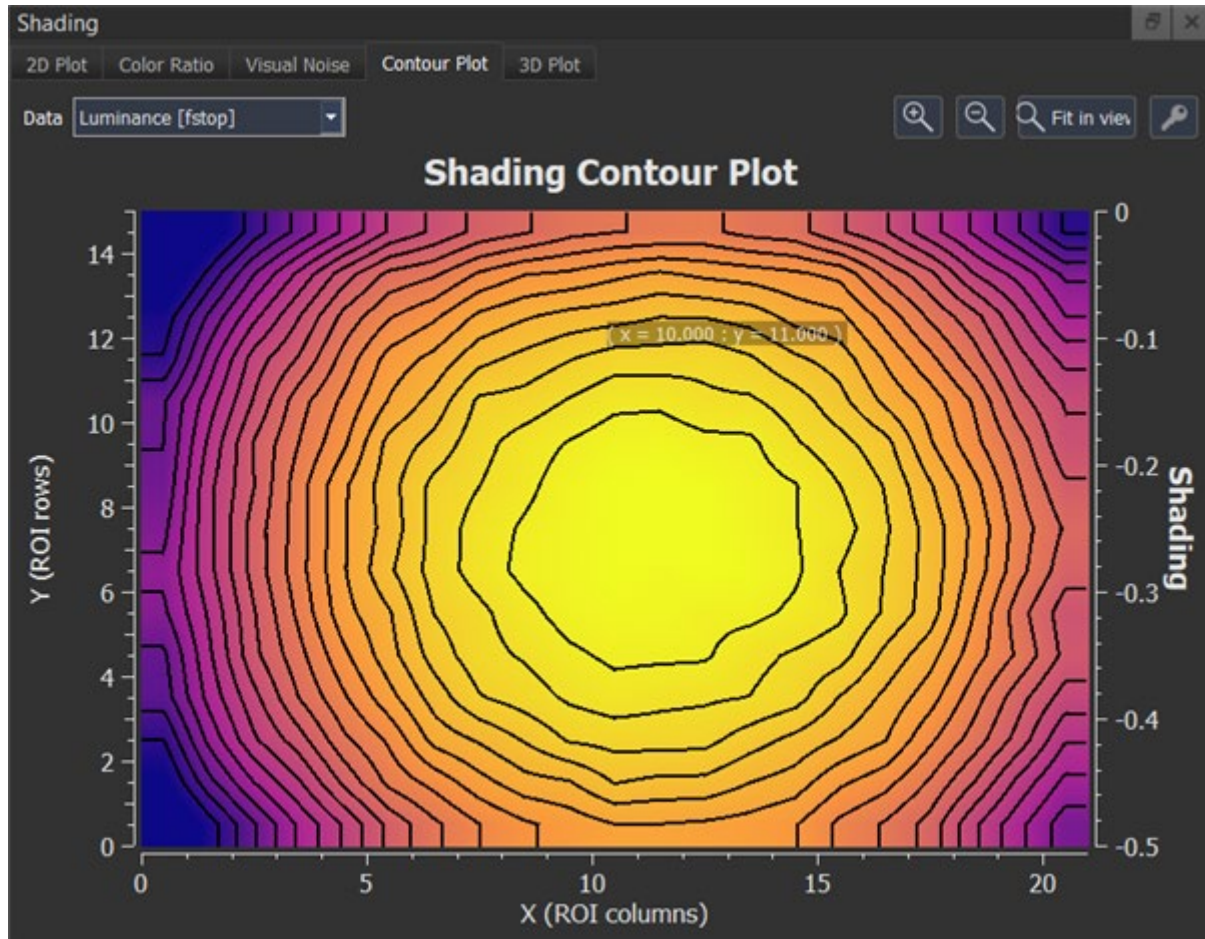 Shading
2D Plot Color Ratio Visual Noise Contour Plot 3D Plot
Data Luminance [fstop] Fit in view
Shading Contour Plot
14
12
10
8
6
4
2
0
Y (ROI rows)
( x = 10.000 ; y = 11.000 )
0
-0.1
-0.2
-0.3
-0.4
-0.5
Shading
0 5 10 15 20
X (ROI columns)